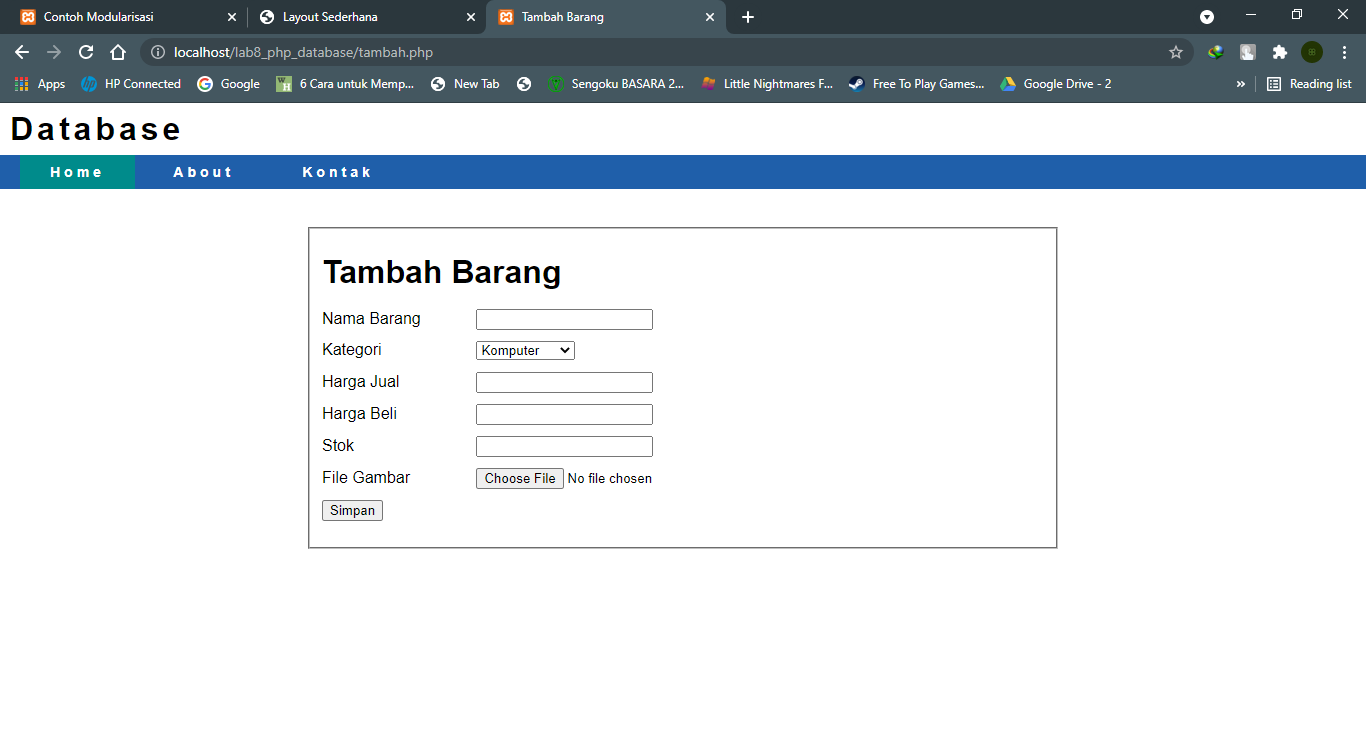 Contoh Modularisasi
Layout Sederhana
Tambah Barang
localhost/lab8_php_database/tambah.php
Apps HP Connected Google 6 Cara untuk Memp... New Tab Sengoku BASARA 2... Little Nightmares F... Free To Play Games... Google Drive - 2 » Reading list
Database
Home About Kontak
Tambah Barang
Nama Barang
Kategori Komputer
Harga Jual
Harga Beli
Stok
File Gambar Choose File No file chosen
Simpan